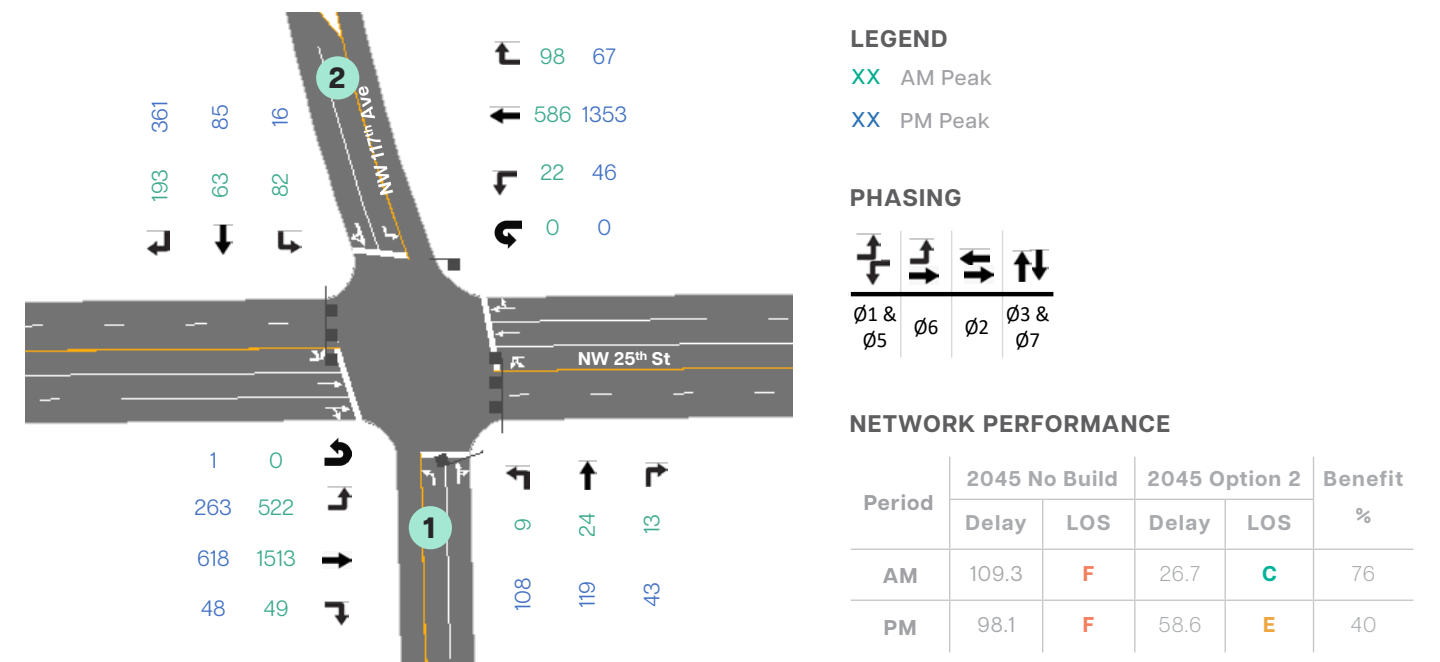 2
NW 117th Ave
361 85 16
193 63 82
98 67
586 1353
22 46
0 0
NW 25th St
1 0
263 522
618 1513
48 49
1
9 24 13
108 119 43
LEGEND
XX AM Peak
XX PM Peak
PHASING
Ø1 & Ø5
Ø6
Ø2
Ø3 & Ø7
NETWORK PERFORMANCE
Period 2045 No Build 2045 Option 2 Benefit %
Delay LOS Delay LOS
AM 109.3 F 26.7 C 76
PM 98.1 F 58.6 E 40